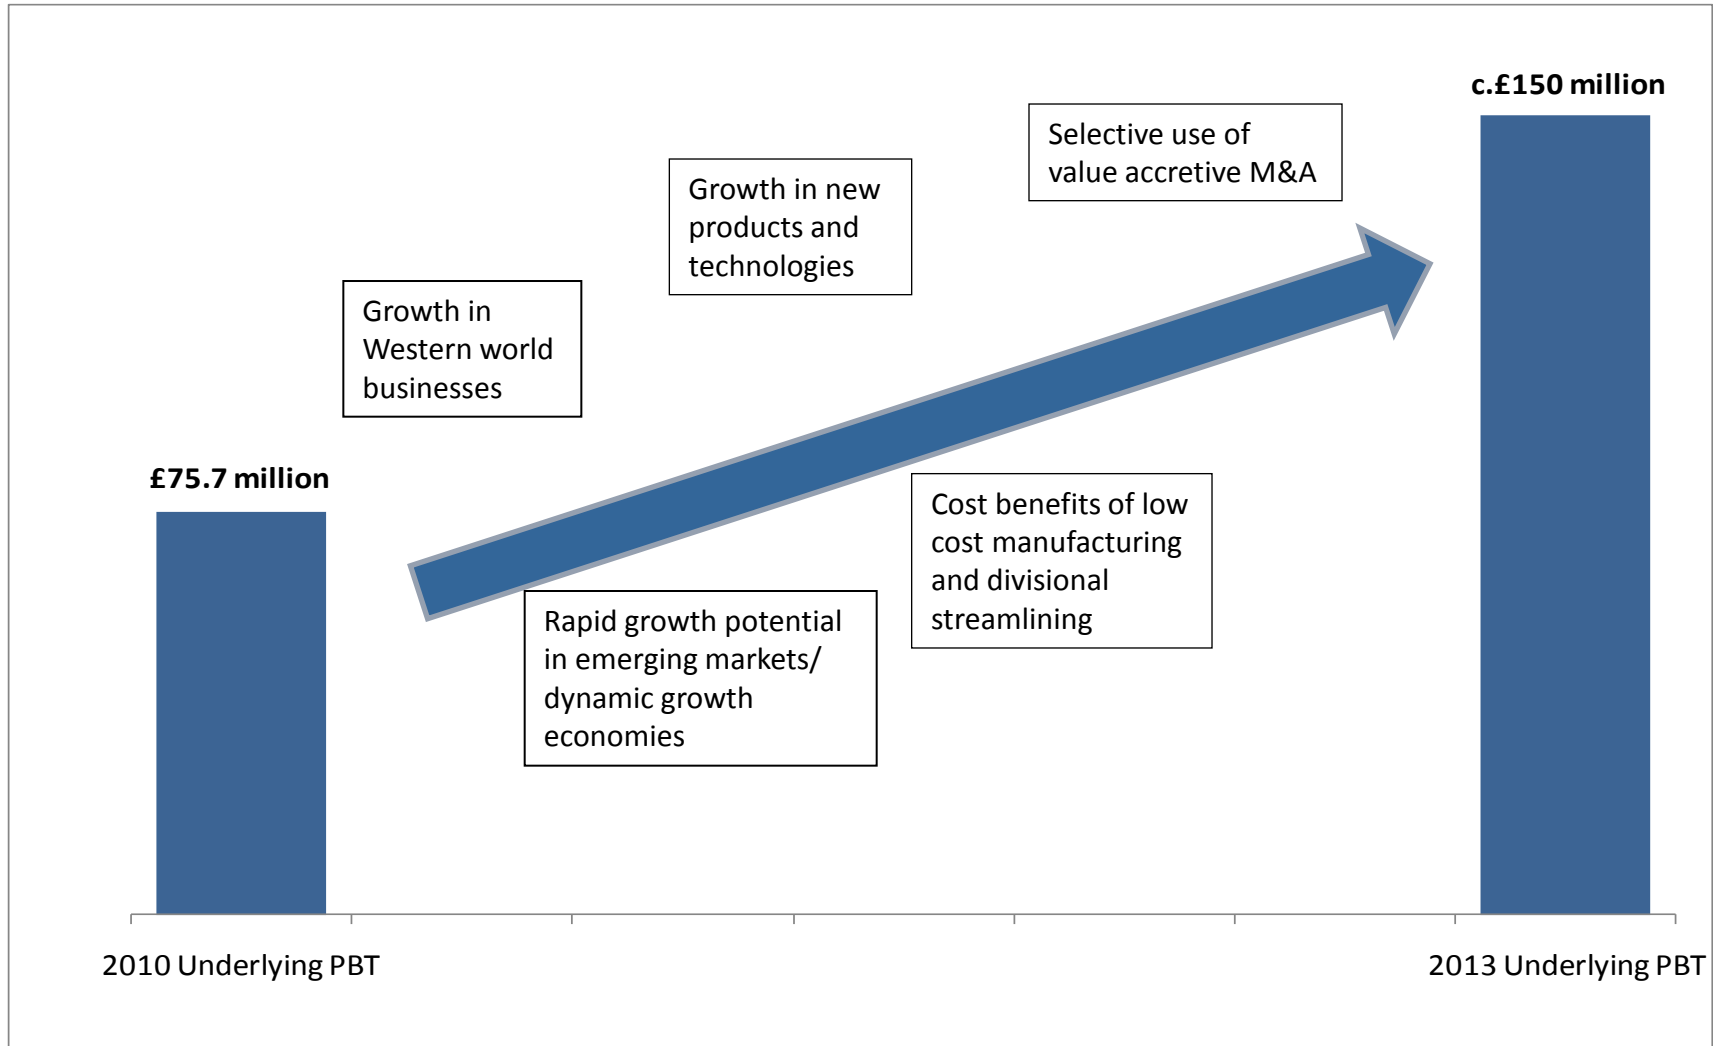 c.£150 million
Selective use of
value accretive M&A
Growth in new
products and
technologies
Growth in
Western world
businesses
£75.7 million
Cost benefits of low
cost manufacturing
and divisional
streamlining
Rapid growth potential
in emerging markets/
dynamic growth
economies
2010 Underlying PBT
2013 Underlying PBT